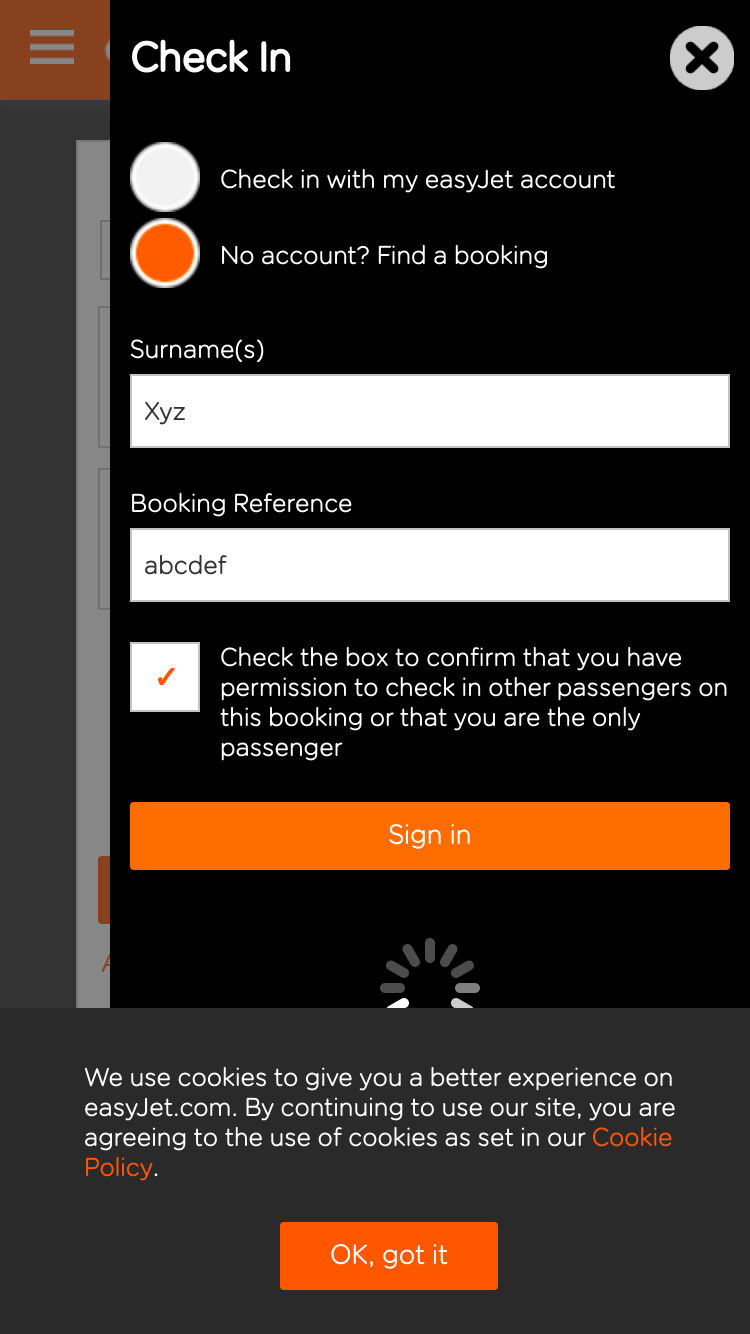 Check In
Check in with my easyJet account
No account? Find a booking
Surname(s)
Xyz
Booking Reference
abcdef
Check the box to confirm that you have
permission to check in other passengers on
this booking or that you are the only
passenger
Sign in
We use cookies to give you a better experience on
easyJet.com. By continuing to use our site, you are
agreeing to the use of cookies as set in our Cookie
Policy.
OK, got it